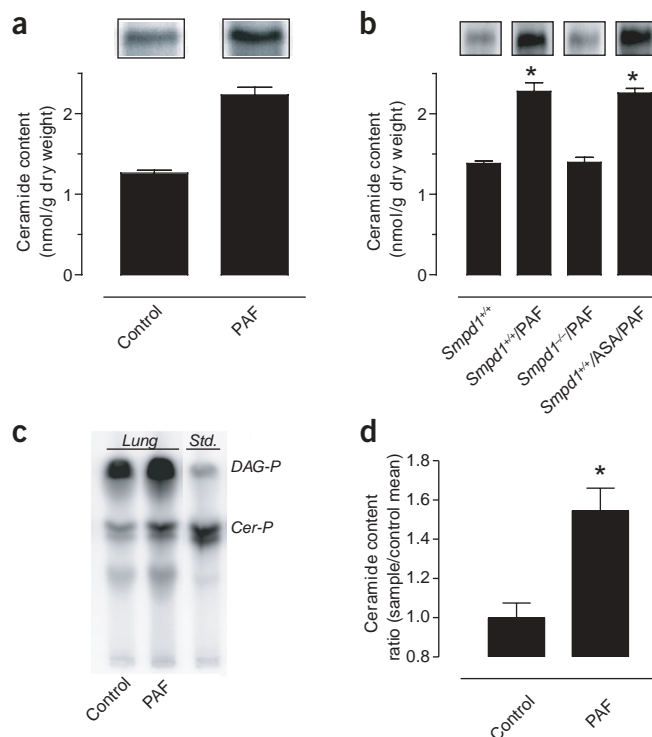 a
Ceramide content
(nmol/g dry weight)
2
1
0
Control
PAF
b
Ceramide content
(nmol/g dry weight)
2
1
0
*
*
Smpd1+/+
Smpd1+/+/PAF
Smpd1–/–/PAF
Smpd1+/+/ASA/PAF
c
Lung
Std.
DAG-P
Cer-P
Control
PAF
d
Ceramide content
ratio (sample/control mean)
1.8
1.6
1.4
1.2
1.0
0.8
*
Control
PAF